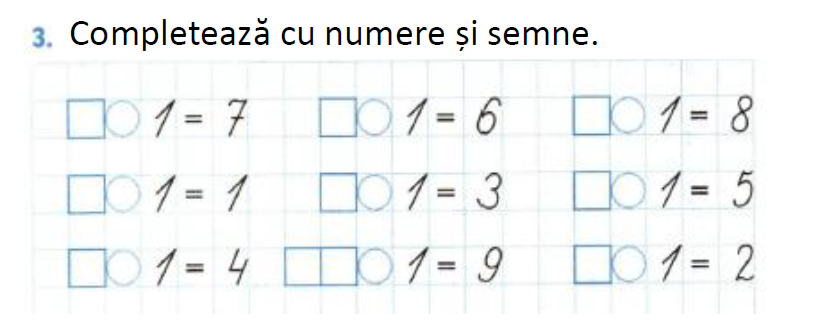 3. Completează cu numere și semne.
□○ 1 = 7 □○ 1 = 6 □○ 1 = 8
□○ 1 = 1 □○ 1 = 3 □○ 1 = 5
□○ 1 = 4 □□○ 1 = 9 □○ 1 = 2